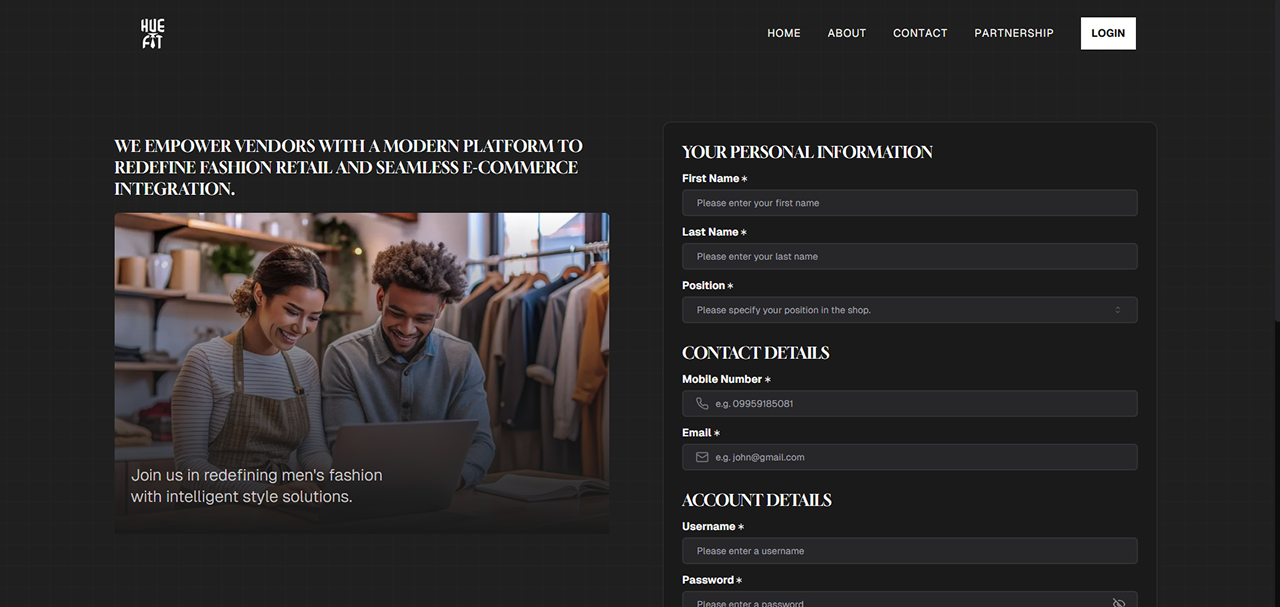 HUE
FIT
HOME
ABOUT
CONTACT
PARTNERSHIP
LOGIN
WE EMPOWER VENDORS WITH A MODERN PLATFORM TO
REDEFINE FASHION RETAIL AND SEAMLESS E-COMMERCE
INTEGRATION.
Join us in redefining men's fashion
with intelligent style solutions.
YOUR PERSONAL INFORMATION
First Name *
Please enter your first name
Last Name *
Please enter your last name
Position *
Please specify your position in the shop.
CONTACT DETAILS
Mobile Number *
e.g. 09959185081
Email *
e.g. john@gmail.com
ACCOUNT DETAILS
Username *
Please enter a username
Password *
Please enter a password